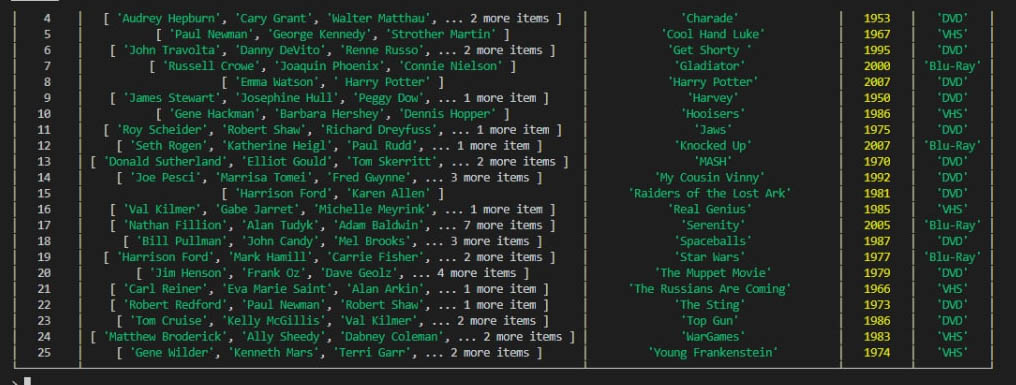 4 [ 'Audrey Hepburn', 'Cary Grant', 'Walter Matthau', ... 2 more items ] 'Charade' 1953 'DVD'
5 [ 'Paul Newman', 'George Kennedy', 'Strother Martin' ] 'Cool Hand Luke' 1967 'VHS'
6 [ 'John Travolta', 'Danny DeVito', 'Renne Russo', ... 2 more items ] 'Get Shorty ' 1995 'DVD'
7 [ 'Russell Crowe', 'Joaquin Phoenix', 'Connie Nielson' ] 'Gladiator' 2000 'Blu-Ray'
8 [ 'Emma Watson', ' Harry Potter' ] 'Harry Potter' 2007 'DVD'
9 [ 'James Stewart', 'Josephine Hull', 'Peggy Dow', ... 1 more item ] 'Harvey' 1950 'DVD'
10 [ 'Gene Hackman', 'Barbara Hershey', 'Dennis Hopper' ] 'Hooisers' 1986 'VHS'
11 [ 'Roy Scheider', 'Robert Shaw', 'Richard Dreyfuss', ... 1 more item ] 'Jaws' 1975 'DVD'
12 [ 'Seth Rogen', 'Katherine Heigl', 'Paul Rudd', ... 1 more item ] 'Knocked Up' 2007 'Blu-Ray'
13 [ 'Donald Sutherland', 'Elliot Gould', 'Tom Skerritt', ... 2 more items ] 'MASH' 1970 'DVD'
14 [ 'Joe Pesci', 'Marrisa Tomei', 'Fred Gwynne', ... 3 more items ] 'My Cousin Vinny' 1992 'DVD'
15 [ 'Harrison Ford', 'Karen Allen' ] 'Raiders of the Lost Ark' 1981 'DVD'
16 [ 'Val Kilmer', 'Gabe Jarret', 'Michelle Meyrink', ... 1 more item ] 'Real Genius' 1985 'VHS'
17 [ 'Nathan Fillion', 'Alan Tudyk', 'Adam Baldwin', ... 7 more items ] 'Serenity' 2005 'Blu-Ray'
18 [ 'Bill Pullman', 'John Candy', 'Mel Brooks', ... 3 more items ] 'Spaceballs' 1987 'DVD'
19 [ 'Harrison Ford', 'Mark Hamill', 'Carrie Fisher', ... 2 more items ] 'Star Wars' 1977 'Blu-Ray'
20 [ 'Jim Henson', 'Frank Oz', 'Dave Geolz', ... 4 more items ] 'The Muppet Movie' 1979 'DVD'
21 [ 'Carl Reiner', 'Eva Marie Saint', 'Alan Arkin', ... 1 more item ] 'The Russians Are Coming' 1966 'VHS'
22 [ 'Robert Redford', 'Paul Newman', 'Robert Shaw', ... 1 more item ] 'The Sting' 1973 'DVD'
23 [ 'Tom Cruise', 'Kelly McGillis', 'Val Kilmer', ... 2 more items ] 'Top Gun' 1986 'DVD'
24 [ 'Matthew Broderick', 'Ally Sheedy', 'Dabney Coleman', ... 2 more items ] 'WarGames' 1983 'VHS'
25 [ 'Gene Wilder', 'Kenneth Mars', 'Terri Garr', ... 2 more items ] 'Young Frankenstein' 1974 'VHS'